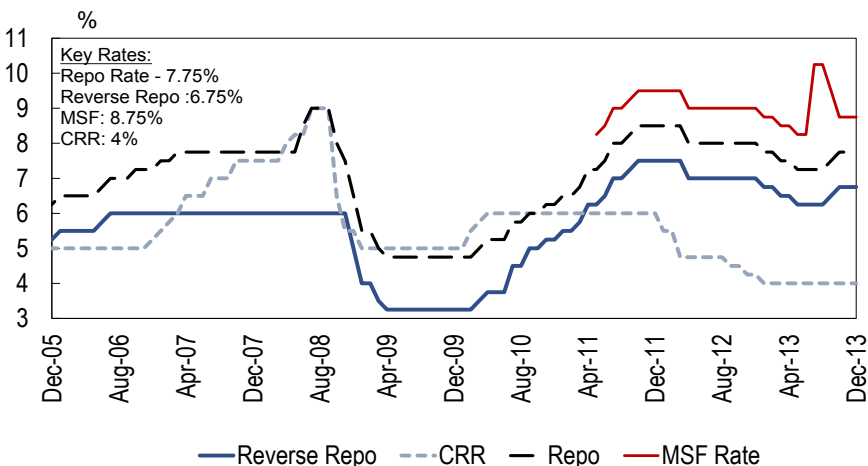 %
11
10
9
8
7
6
5
4
3
Key Rates:
Repo Rate - 7.75%
Reverse Repo :6.75%
MSF: 8.75%
CRR: 4%
Dec-05
Aug-06
Apr-07
Dec-07
Aug-08
Apr-09
Dec-09
Aug-10
Apr-11
Dec-11
Aug-12
Apr-13
Dec-13
Reverse Repo CRR Repo MSF Rate